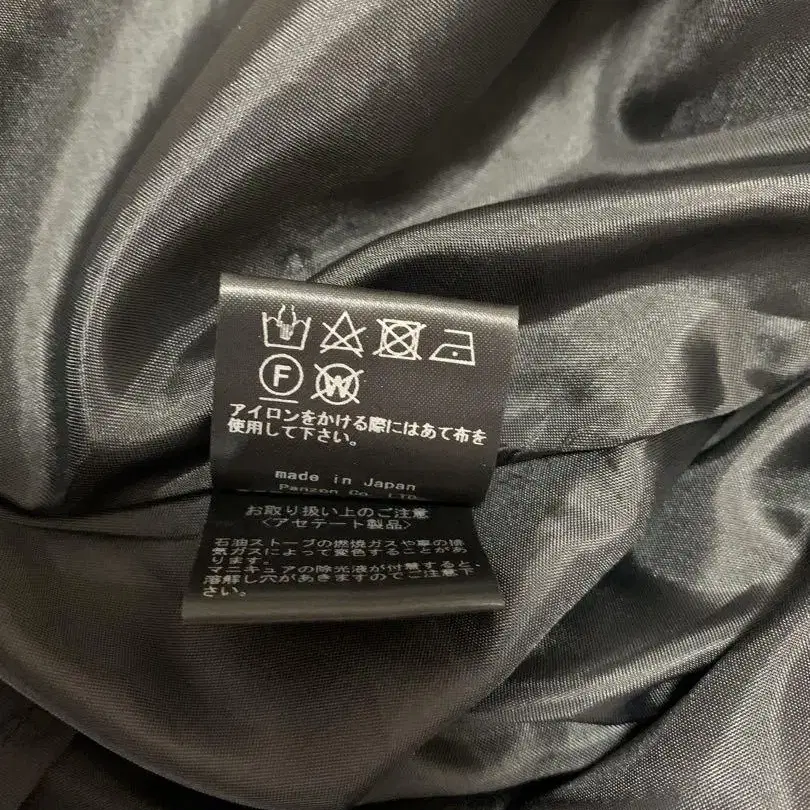 F W
アイロンをかける際にはあて布を
使用して下さい。
made in Japan
Panzon Co. LTD.
お取り扱い上のご注意
〈アセテート製品〉
石油ストーブの燃焼ガスや車の排
気ガスによって変色することがあ
ります。
マニキュアの除光液が付着すると、
溶解し穴があきますのでご注意下
さい。